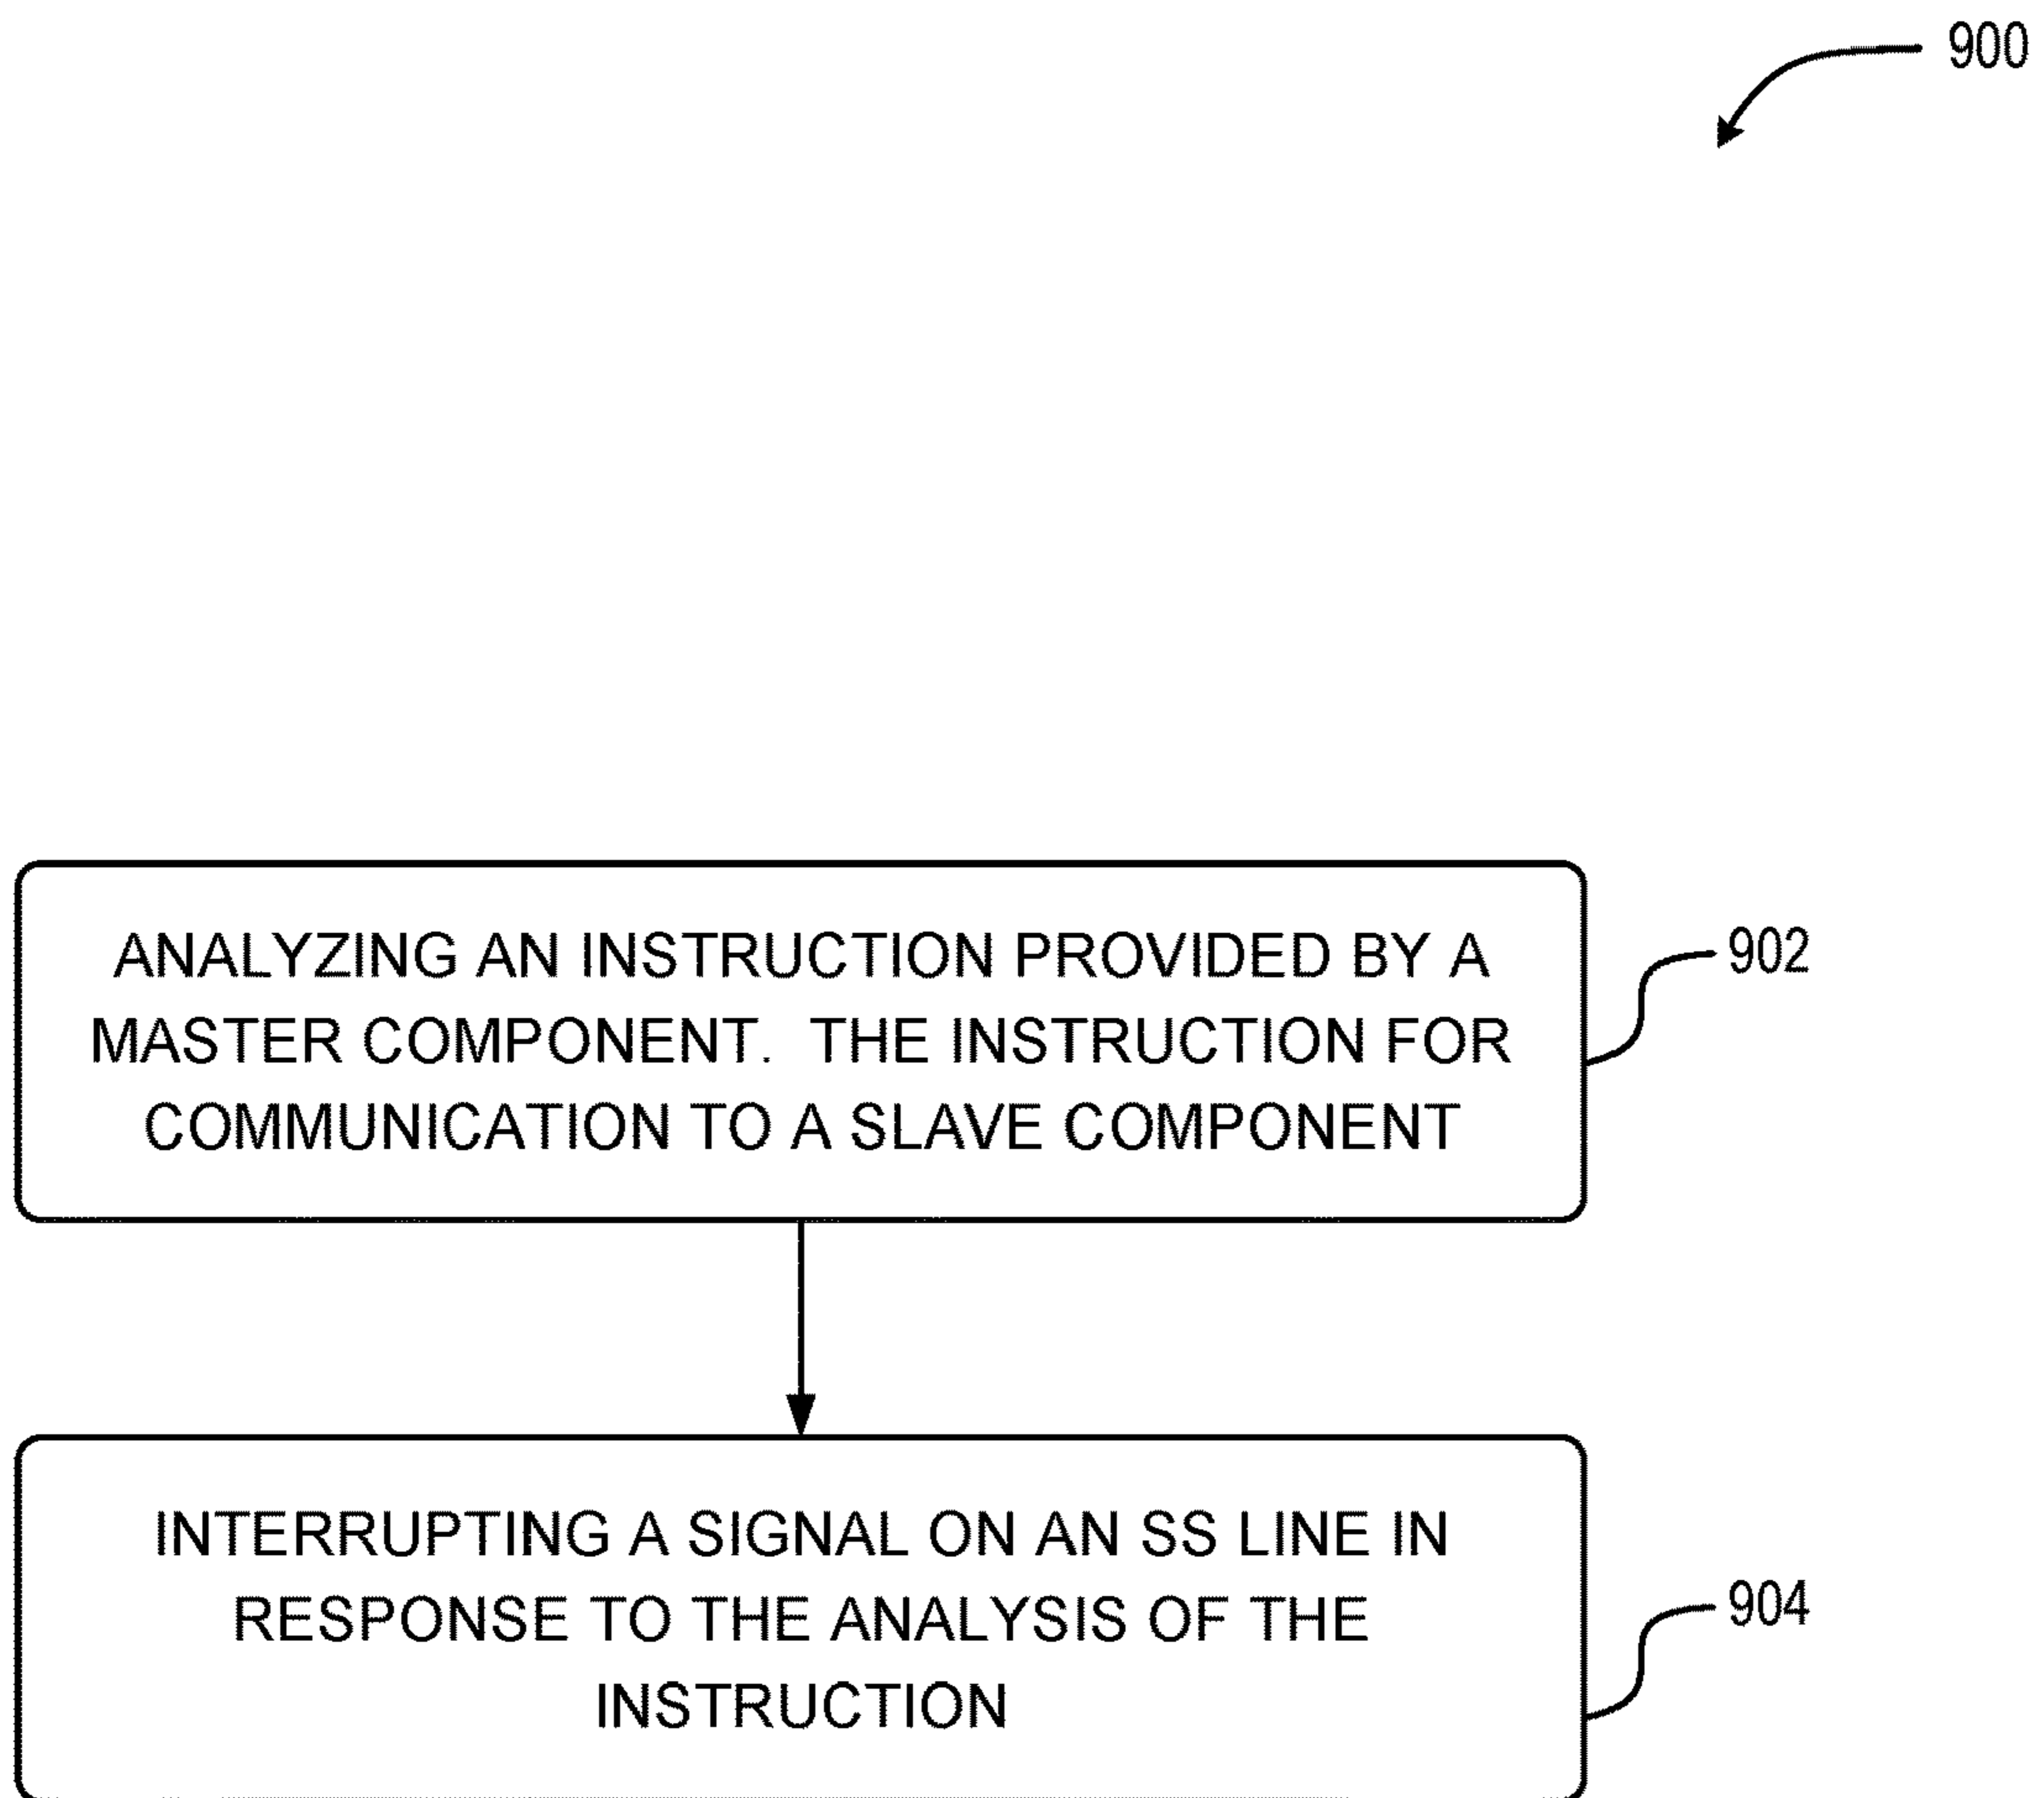 900
ANALYZING AN INSTRUCTION PROVIDED BY A
MASTER COMPONENT. THE INSTRUCTION FOR
COMMUNICATION TO A SLAVE COMPONENT
902
INTERRUPTING A SIGNAL ON AN SS LINE IN
RESPONSE TO THE ANALYSIS OF THE
INSTRUCTION
904